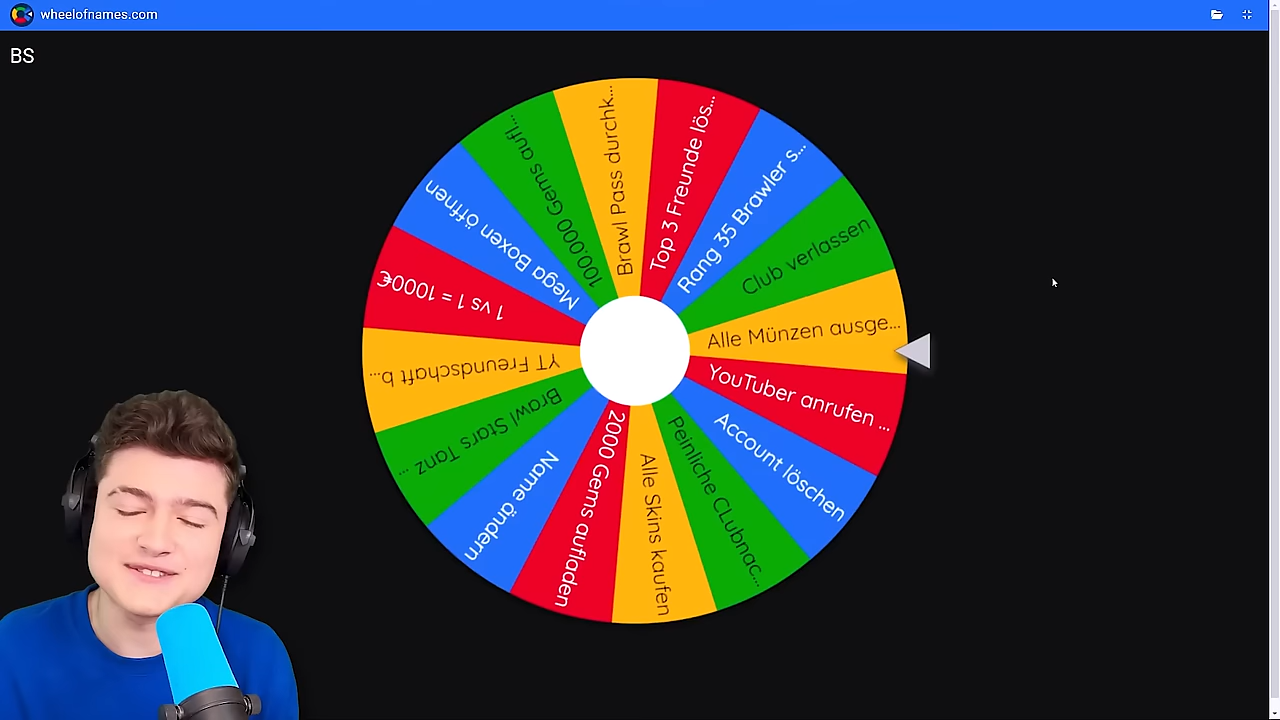 wheelofnames.com
BS
Brawl Pass durchk...
Top 3 Freunde lös...
Rang 35 Brawler s...
Club verlassen
Alle Münzen ausge...
YouTuber anrufen ...
Account löschen
Peinliche CLubnac...
Alle Skins kaufen
2000 Gems aufladen
Name ändern
Brawl Stars Tanz ...
YT Freundschaft b...
1 vs 1 = 1000€
Mega Boxen öffnen
100.000 Gems aufl...